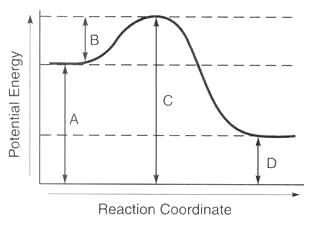 B
A
C
D
Potential Energy
Reaction Coordinate